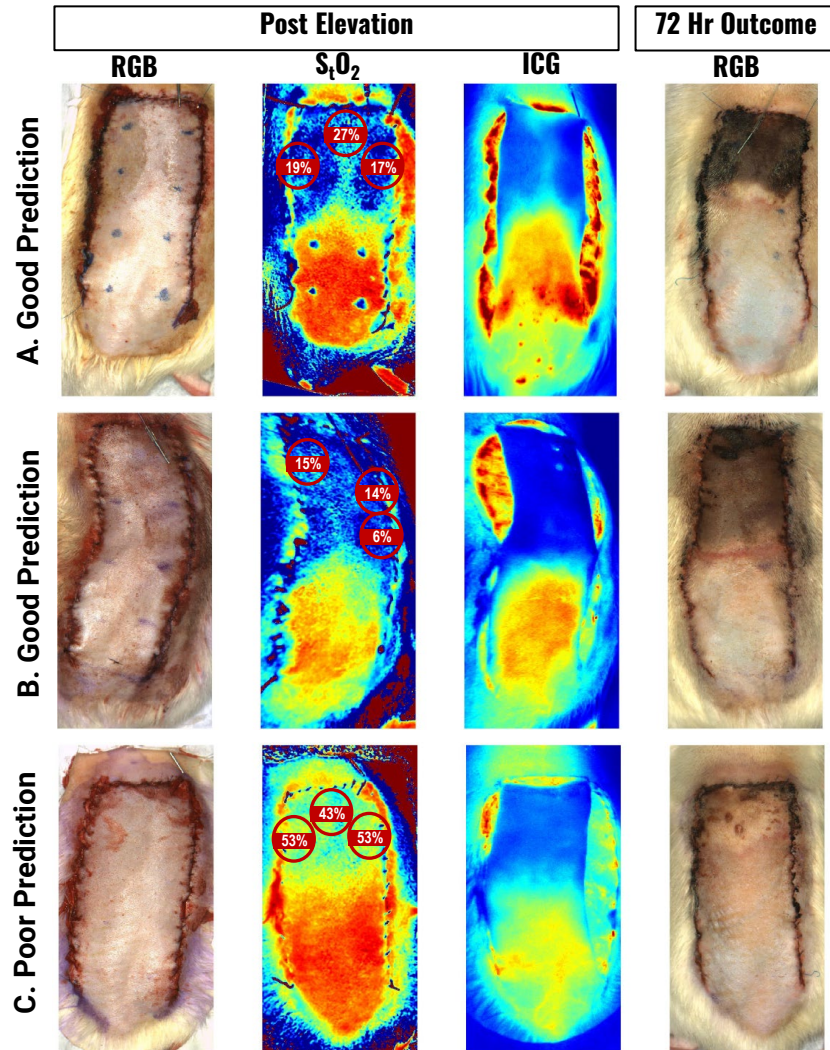 Post Elevation
72 Hr Outcome
RGB
StO2
ICG
RGB
A. Good Prediction
27%
19%
17%
B. Good Prediction
15%
14%
6%
C. Poor Prediction
43%
53%
53%